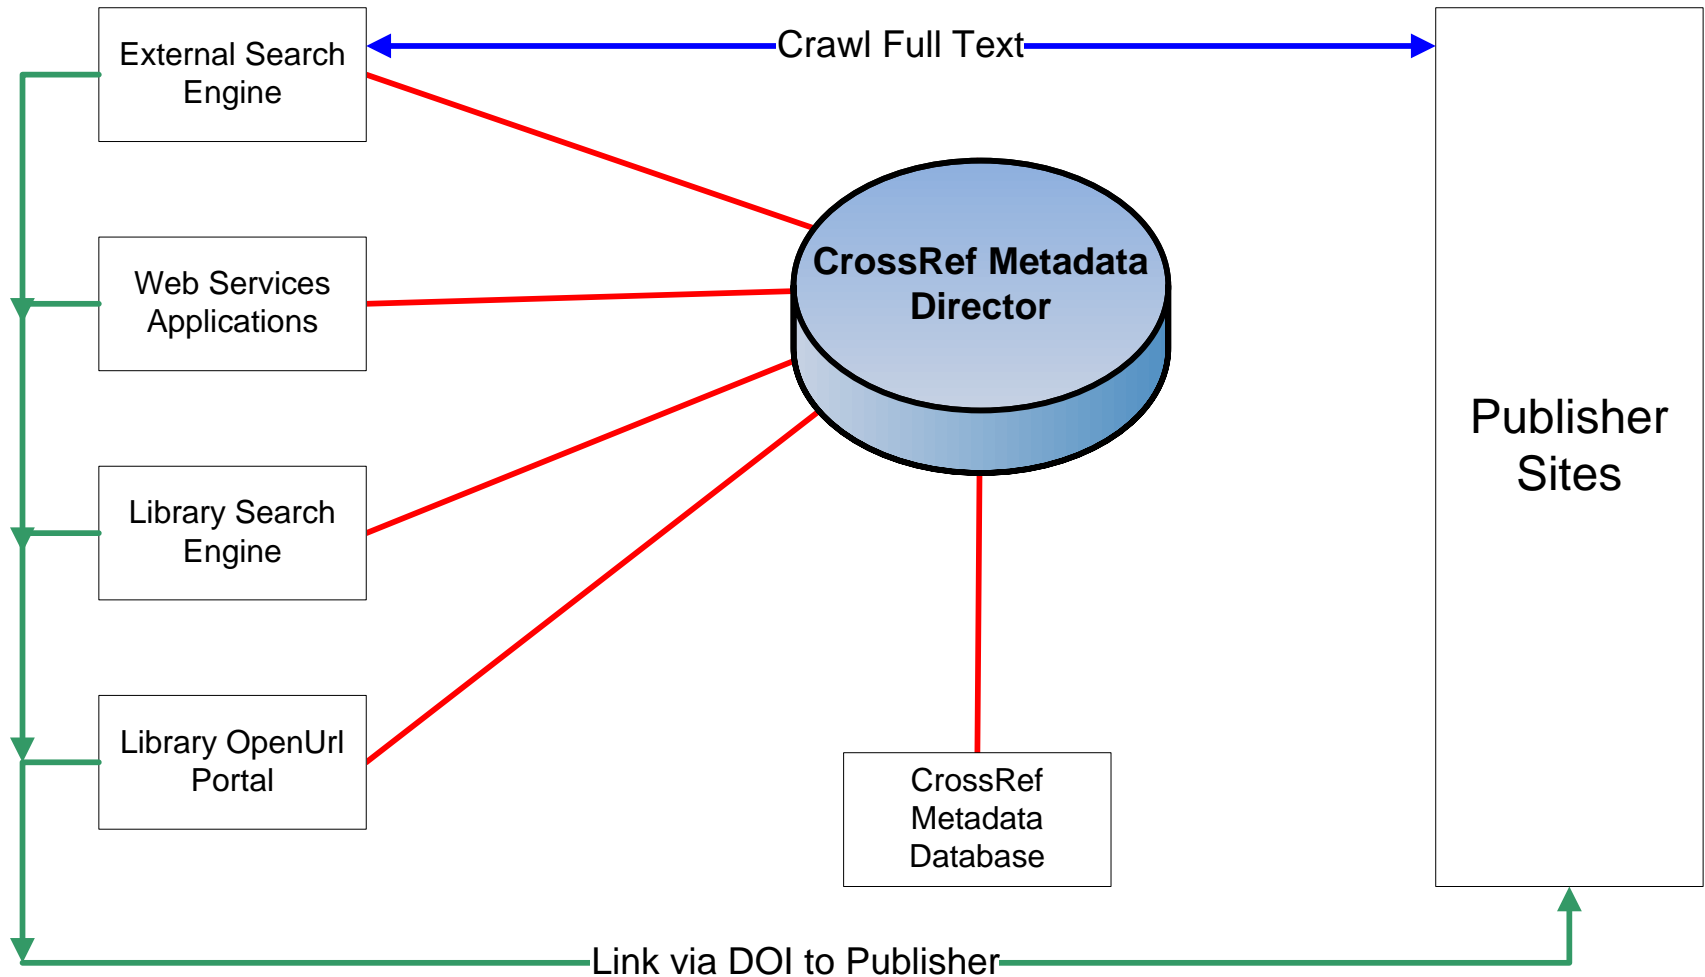 External Search
Engine
Crawl Full Text
Web Services
Applications
CrossRef Metadata
Director
Publisher
Sites
Library Search
Engine
Library OpenUrl
Portal
CrossRef
Metadata
Database
Link via DOI to Publisher